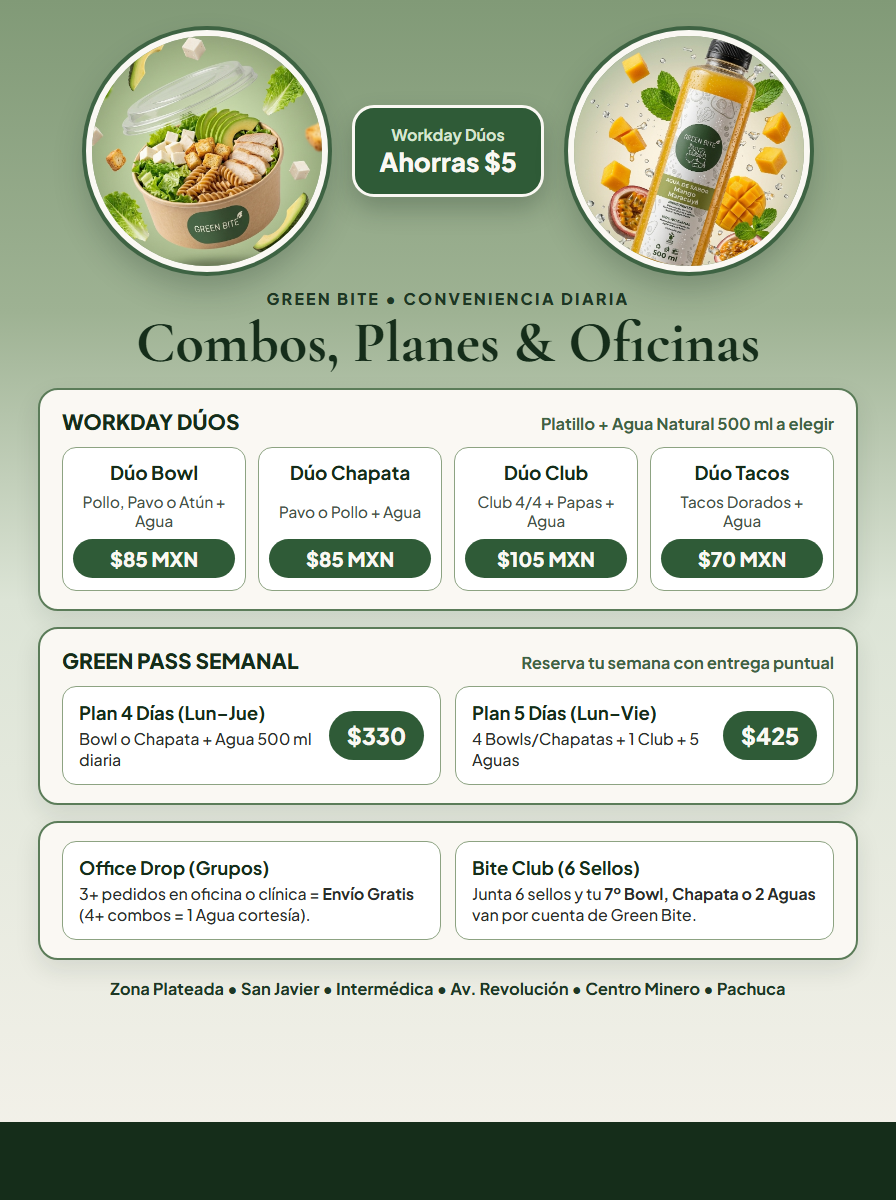 GREEN BITE
Workday Dúos
Ahorras $5
GREEN BITE
AGUA DE SABOR
Mango
Maracuyá
500 ml
GREEN BITE ● CONVENIENCIA DIARIA
Combos, Planes & Oficinas
WORKDAY DÚOS
Platillo + Agua Natural 500 ml a elegir
Dúo Bowl
Pollo, Pavo o Atún +
Agua
$85 MXN
Dúo Chapata
Pavo o Pollo + Agua
$85 MXN
Dúo Club
Club 4/4 + Papas +
Agua
$105 MXN
Dúo Tacos
Tacos Dorados +
Agua
$70 MXN
GREEN PASS SEMANAL
Reserva tu semana con entrega puntual
Plan 4 Días (Lun–Jue)
Bowl o Chapata + Agua 500 ml
diaria
$330
Plan 5 Días (Lun–Vie)
4 Bowls/Chapatas + 1 Club + 5
Aguas
$425
Office Drop (Grupos)
3+ pedidos en oficina o clínica = Envío Gratis
(4+ combos = 1 Agua cortesía).
Bite Club (6 Sellos)
Junta 6 sellos y tu 7º Bowl, Chapata o 2 Aguas
van por cuenta de Green Bite.
Zona Plateada ● San Javier ● Intermédica ● Av. Revolución ● Centro Minero ● Pachuca